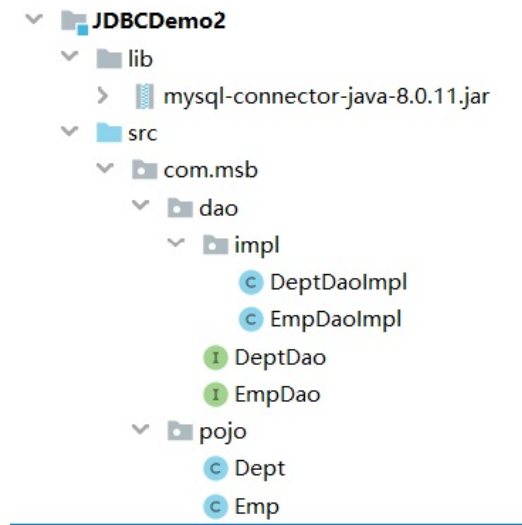 JDBCDemo2
lib
mysql-connector-java-8.0.11.jar
src
com.msb
dao
impl
C DeptDaoImpl
C EmpDaoImpl
I DeptDao
I EmpDao
pojo
C Dept
C Emp